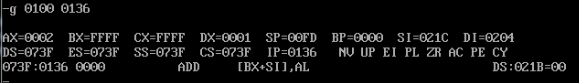 -g 0100 0136
AX=0002 BX=FFFF CX=FFFF DX=0001 SP=00FD BP=0000 SI=021C DI=0204
DS=073F ES=073F SS=073F CS=073F IP=0136 NV UP EI PL ZR AC PE CY
073F:0136 0000 ADD [BX+SI],AL DS:021B=00